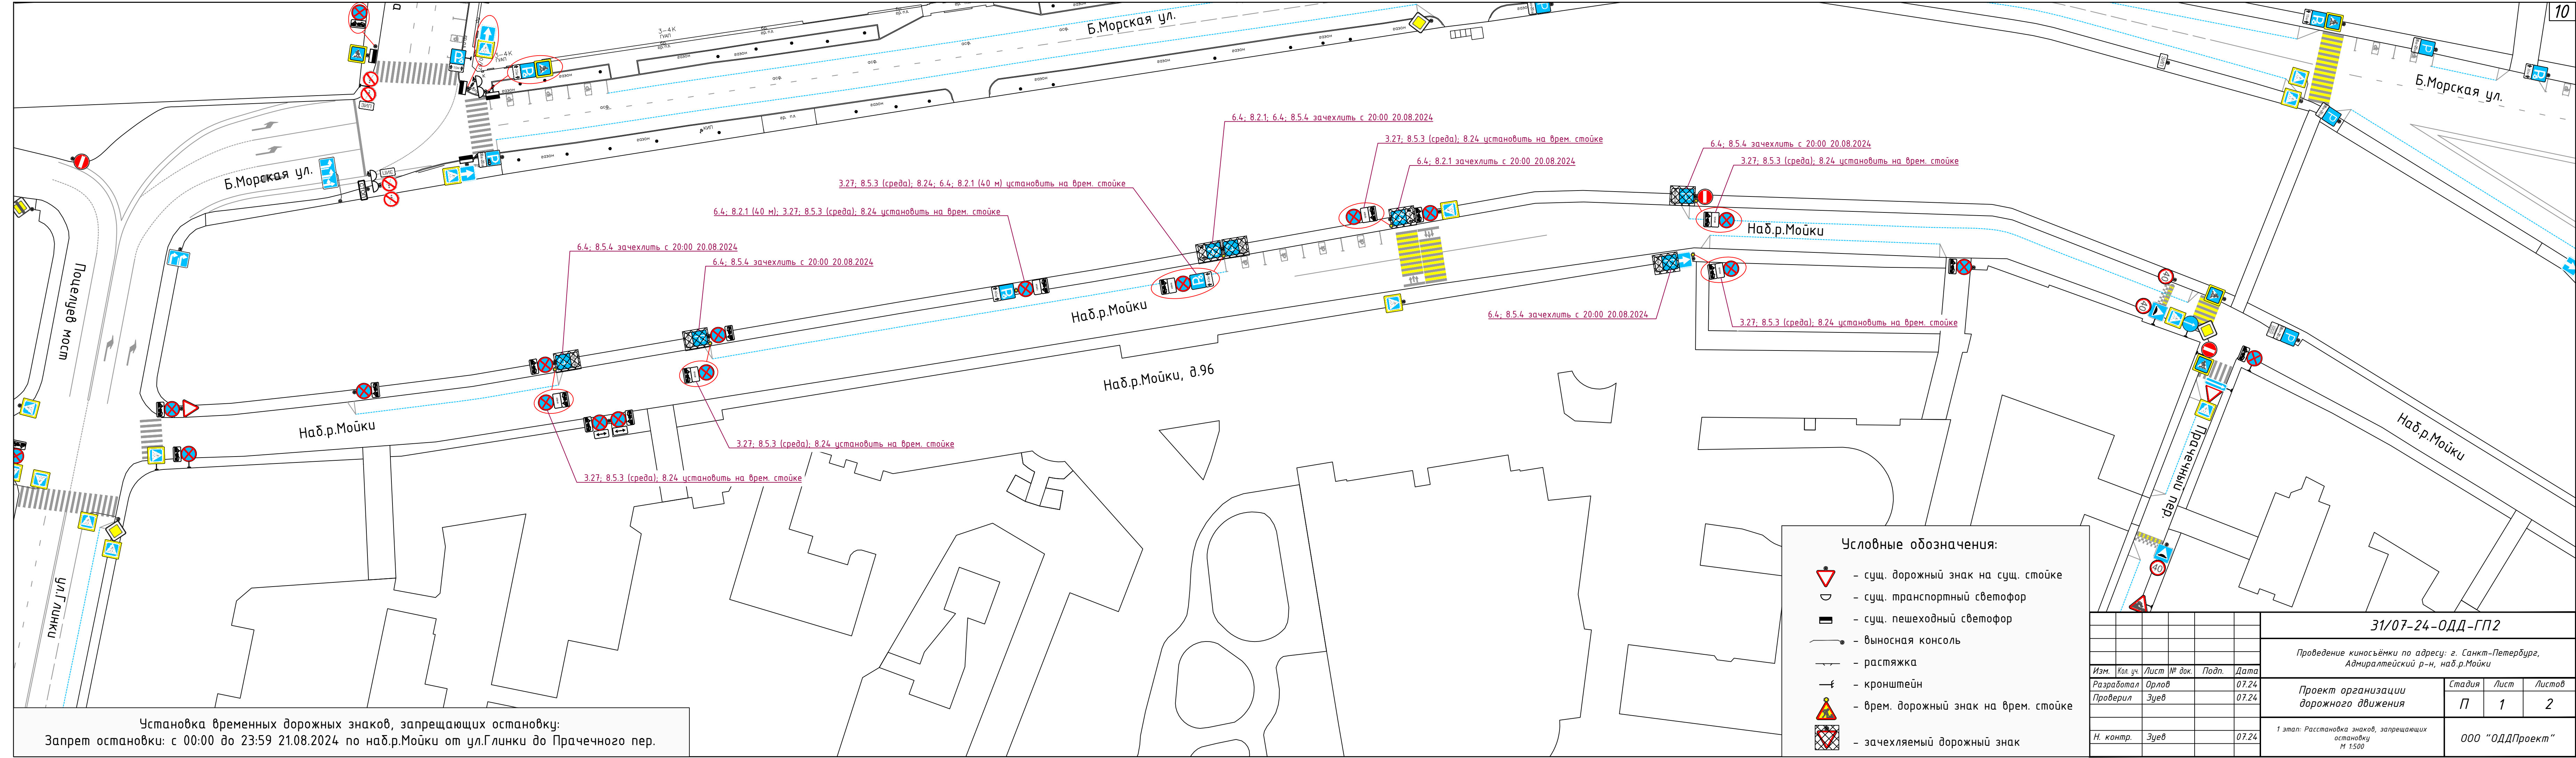 10
Б.Морская ул.
Б.Морская ул.
Б.Морская ул.
6.4; 8.2.1; 6.4; 8.5.4 зачехлить с 20:00 20.08.2024
3.27; 8.5.3 (среда); 8.24 установить на врем. стойке
6.4; 8.2.1 зачехлить с 20:00 20.08.2024
6.4; 8.5.4 зачехлить с 20:00 20.08.2024
3.27; 8.5.3 (среда); 8.24 установить на врем. стойке
3.27; 8.5.3 (среда); 8.24; 6.4; 8.2.1 (40 м) установить на врем. стойке
6.4; 8.2.1 (40 м); 3.27; 8.5.3 (среда); 8.24 установить на врем. стойке
6.4; 8.5.4 зачехлить с 20:00 20.08.2024
6.4; 8.5.4 зачехлить с 20:00 20.08.2024
Наб.р.Мойки
Наб.р.Мойки
6.4; 8.5.4 зачехлить с 20:00 20.08.2024
3.27; 8.5.3 (среда); 8.24 установить на врем. стойке
Поцелуев мост
Наб.р.Мойки, д.96
Наб.р.Мойки
Наб.р.Мойки
3.27; 8.5.3 (среда); 8.24 установить на врем. стойке
3.27; 8.5.3 (среда); 8.24 установить на врем. стойке
Прачечный пер.
ул.Глинки
40
40
40
Условные обозначения:
- сущ. дорожный знак на сущ. стойке
- сущ. транспортный светофор
- сущ. пешеходный светофор
- выносная консоль
- растяжка
- кронштейн
- врем. дорожный знак на врем. стойке
- зачехляемый дорожный знак
Установка временных дорожных знаков, запрещающих остановку:
Запрет остановки: с 00:00 до 23:59 21.08.2024 по наб.р.Мойки от ул.Глинки до Прачечного пер.
31/07-24-ОДД-ГП2
Проведение киносъёмки по адресу: г. Санкт-Петербург,
Адмиралтейский р-н, наб.р.Мойки
Изм. Кол. уч. Лист № док. Подп. Дата
Разработал Орлов 07.24
Проверил Зуев 07.24
Н. контр. Зуев 07.24
Проект организации
дорожного движения
Стадия Лист Листов
П 1 2
1 этап: Расстановка знаков, запрещающих
остановку
М 1:500
ООО "ОДДПроект"